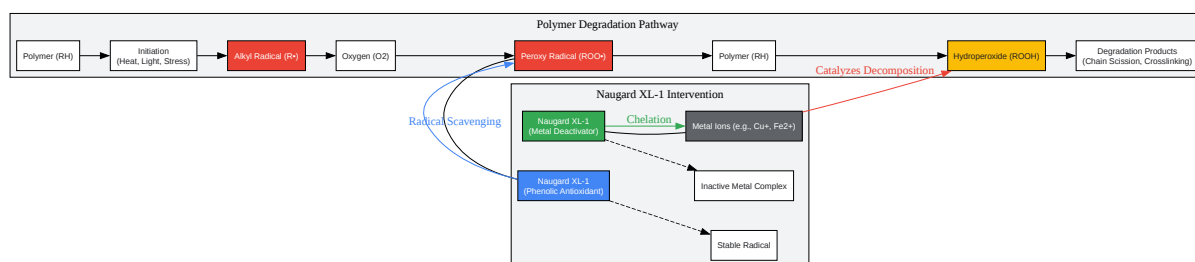 Polymer Degradation Pathway
Polymer (RH)
Initiation
(Heat, Light, Stress)
Alkyl Radical (R•)
Oxygen (O2)
Peroxy Radical (ROO•)
Polymer (RH)
Hydroperoxide (ROOH)
Degradation Products
(Chain Scission, Crosslinking)
Catalyzes Decomposition
Naugard XL-1 Intervention
Radical Scavenging
Naugard XL-1
(Metal Deactivator)
Chelation
Metal Ions (e.g., Cu+, Fe2+)
Naugard XL-1
(Phenolic Antioxidant)
Inactive Metal Complex
Stable Radical